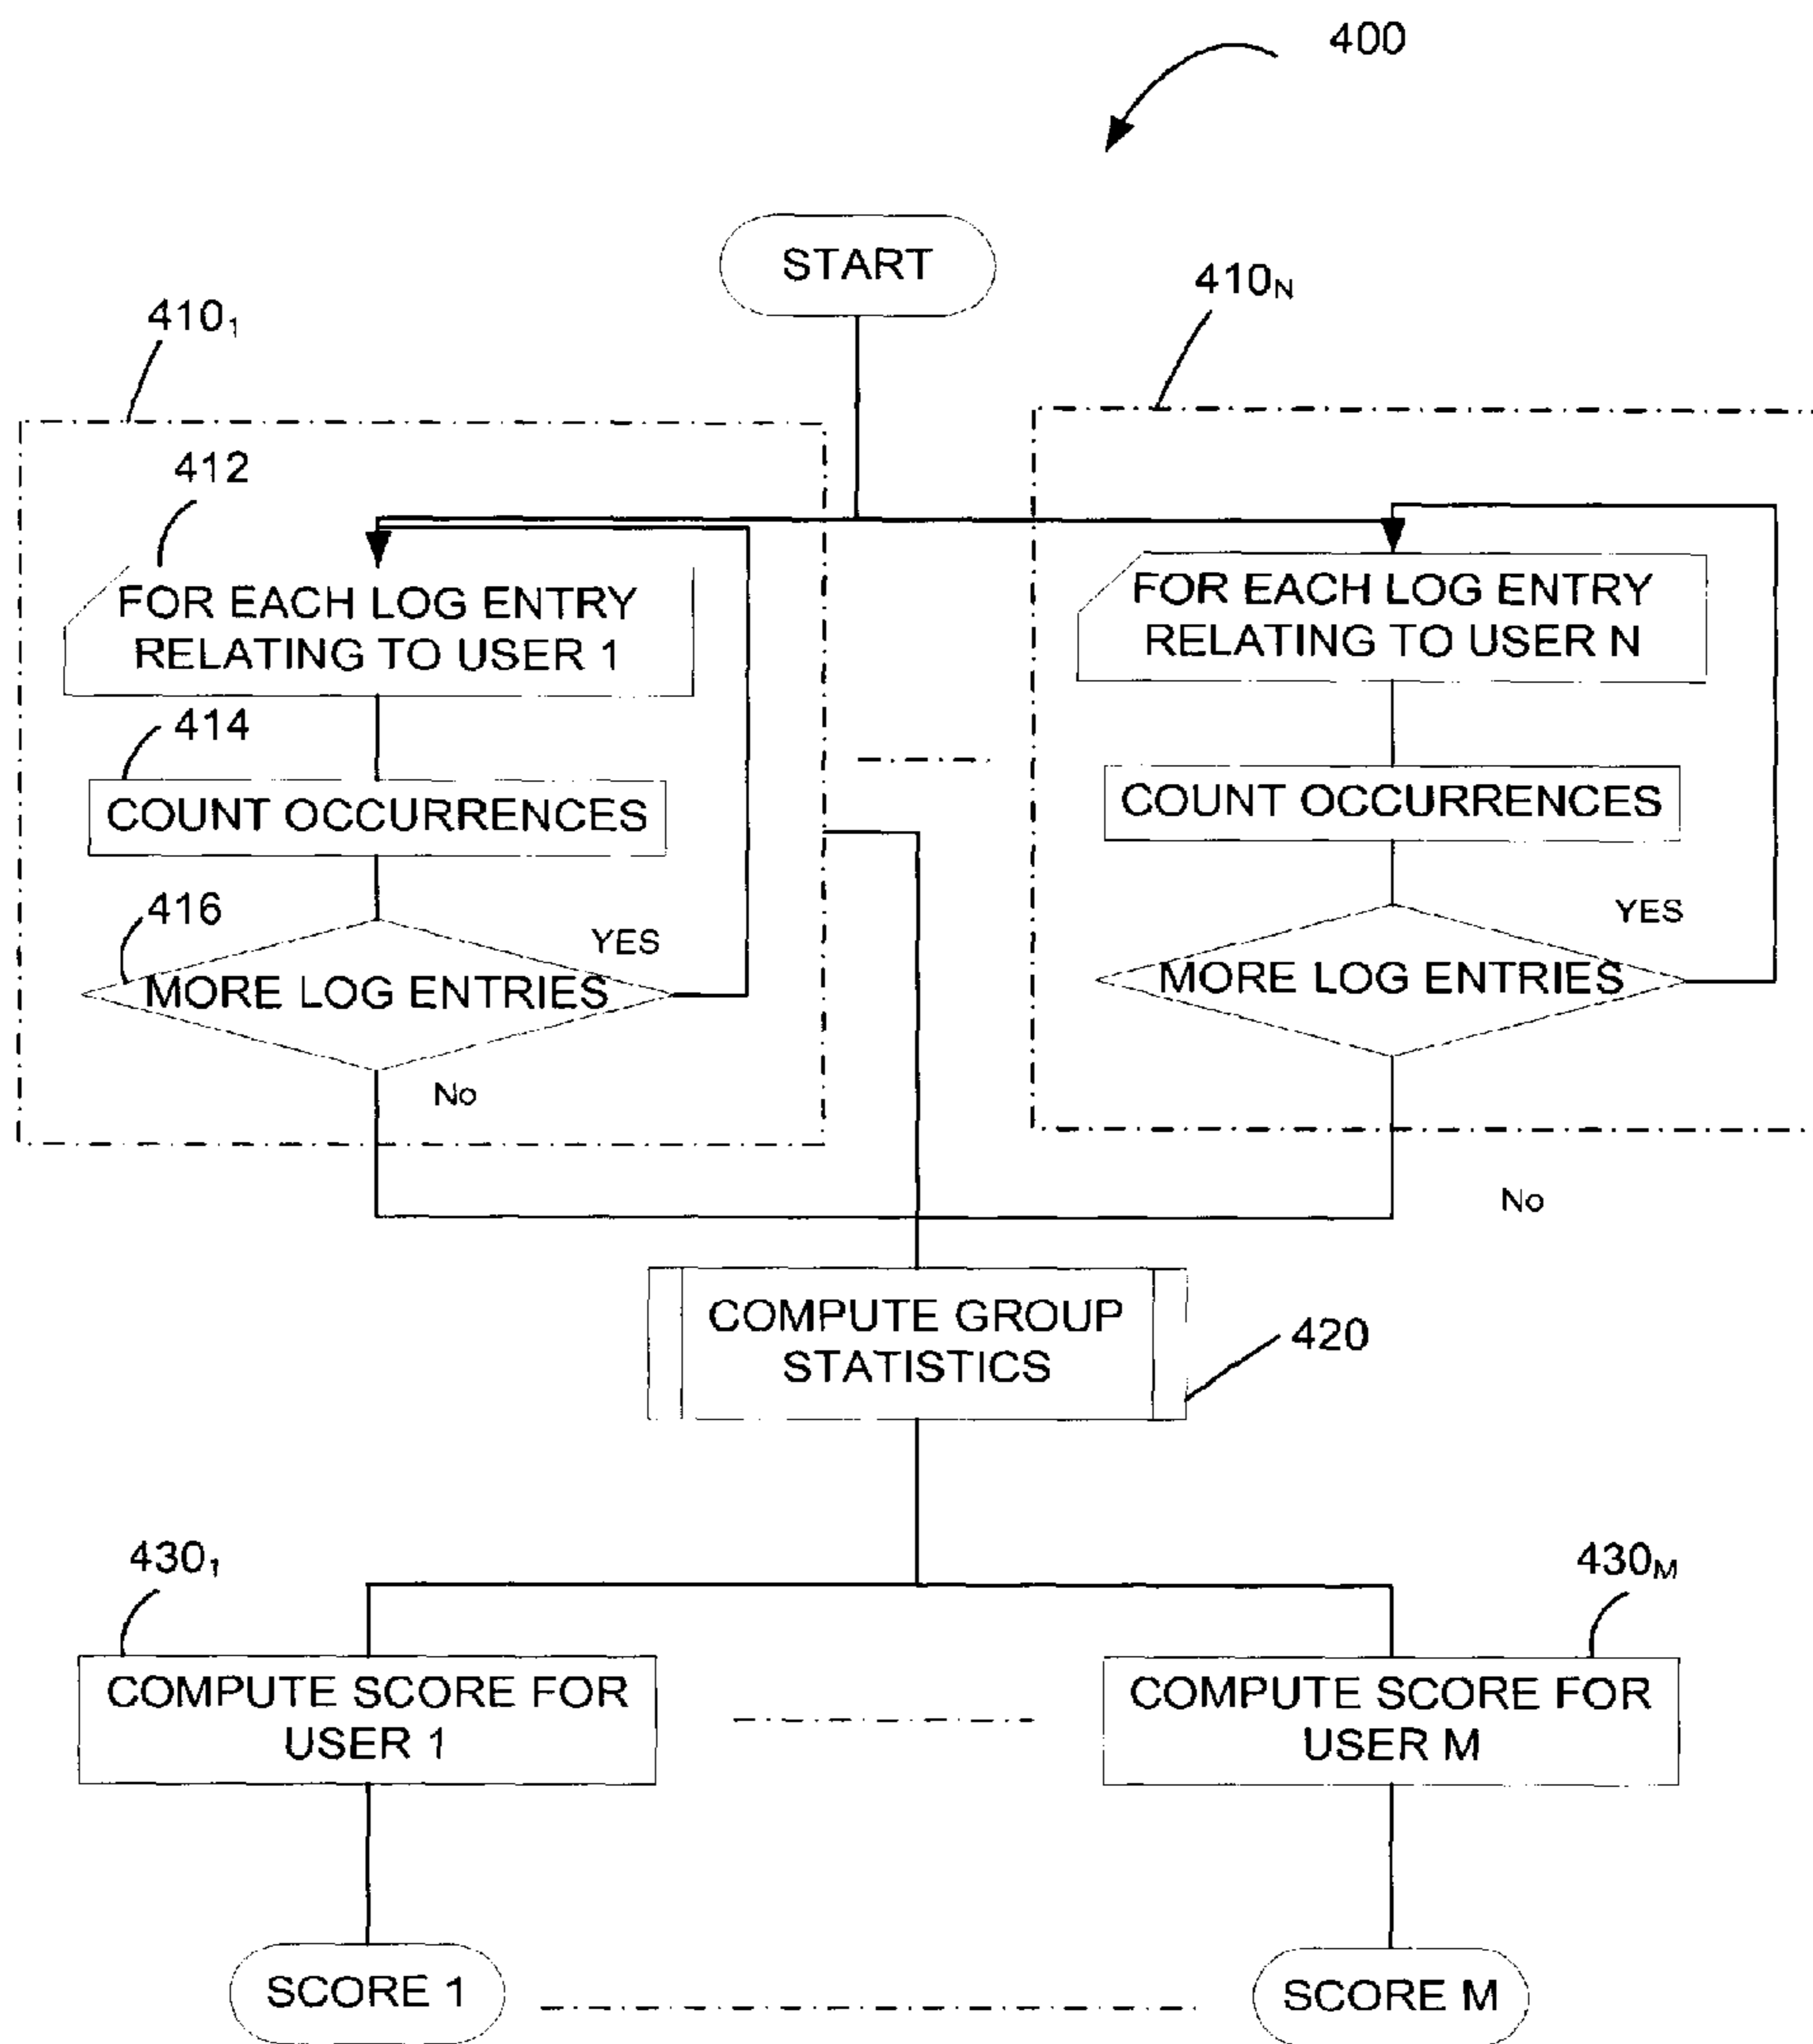 400
START
410₁
410N
412
FOR EACH LOG ENTRY
RELATING TO USER 1
FOR EACH LOG ENTRY
RELATING TO USER N
414
COUNT OCCURRENCES
COUNT OCCURRENCES
416
YES
MORE LOG ENTRIES
YES
MORE LOG ENTRIES
No
No
COMPUTE GROUP
STATISTICS
420
430₁
430M
COMPUTE SCORE FOR
USER 1
COMPUTE SCORE FOR
USER M
SCORE 1
SCORE M